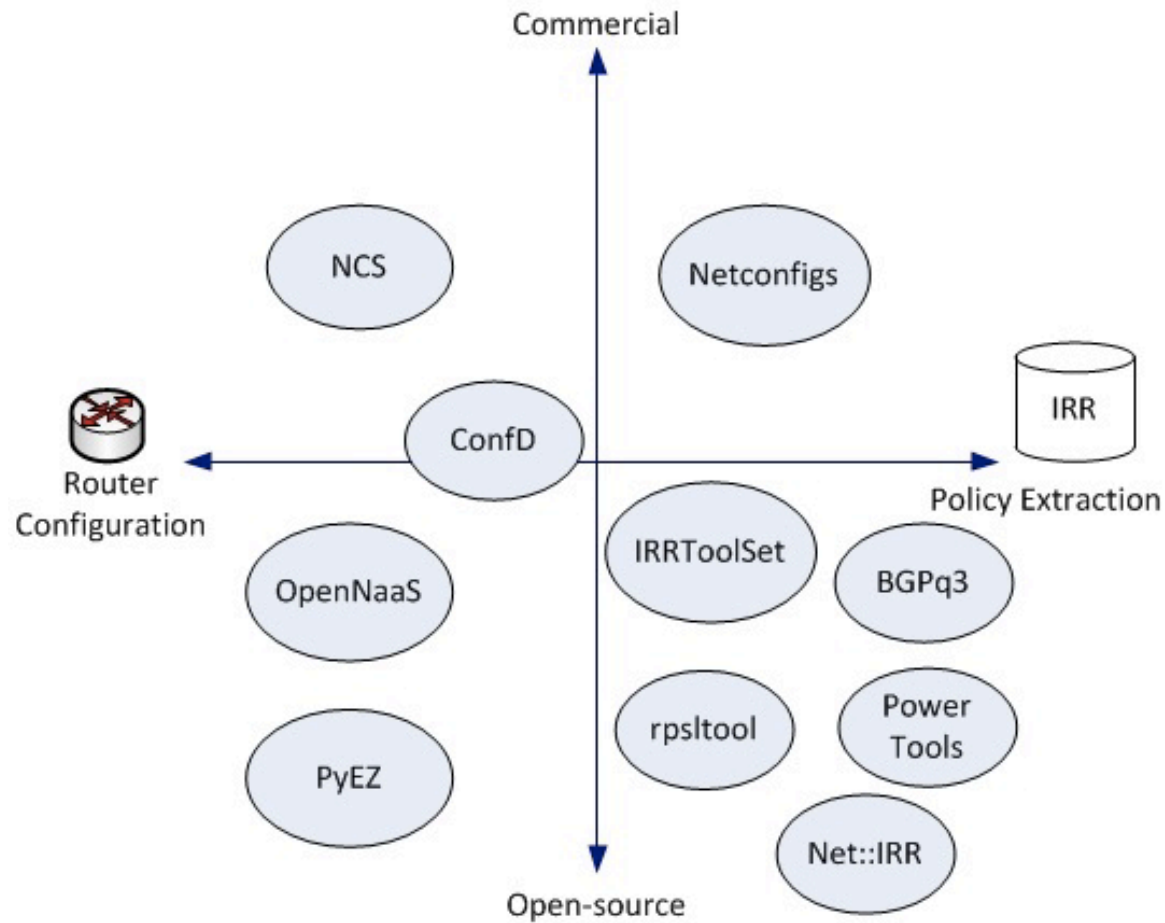 Commercial
NCS
Netconfigs
IRR
ConfD
Router
Configuration
Policy Extraction
IRRToolSet
BGPq3
OpenNaaS
rpsltool
Power
Tools
PyEZ
Net::IRR
Open-source